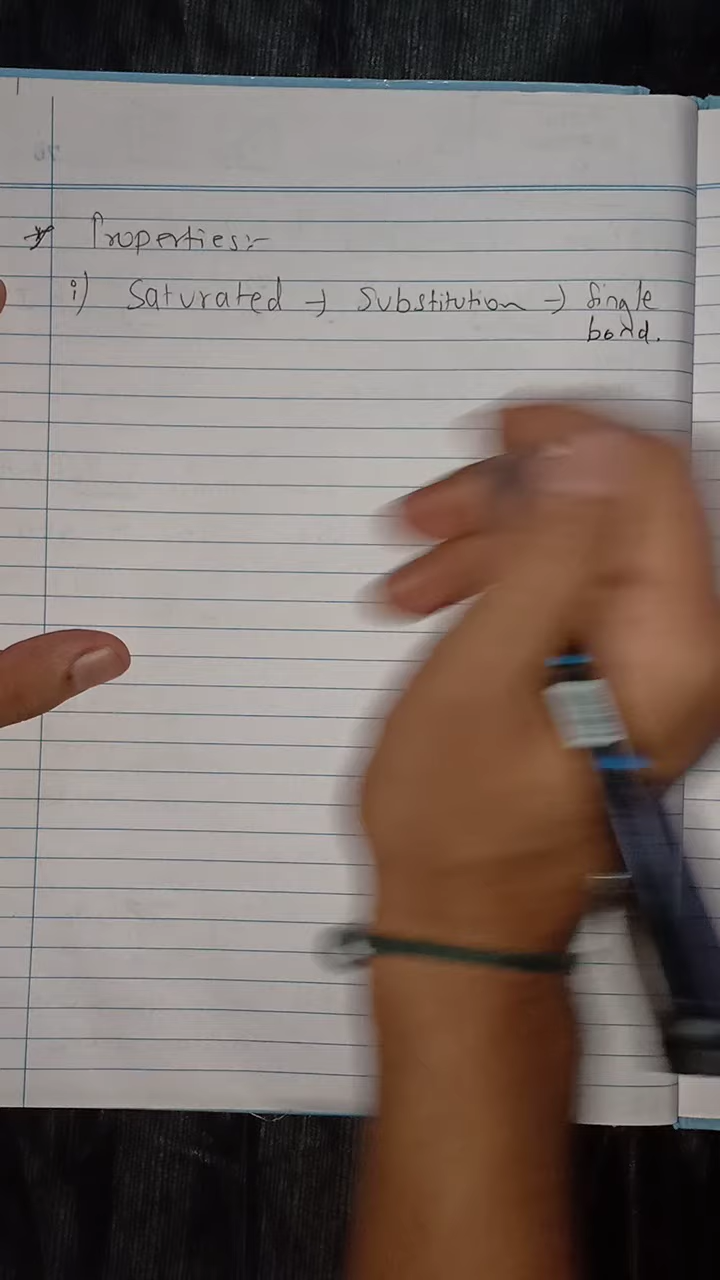 * Properties:-
i) Saturated → Substitution → Single
bond.